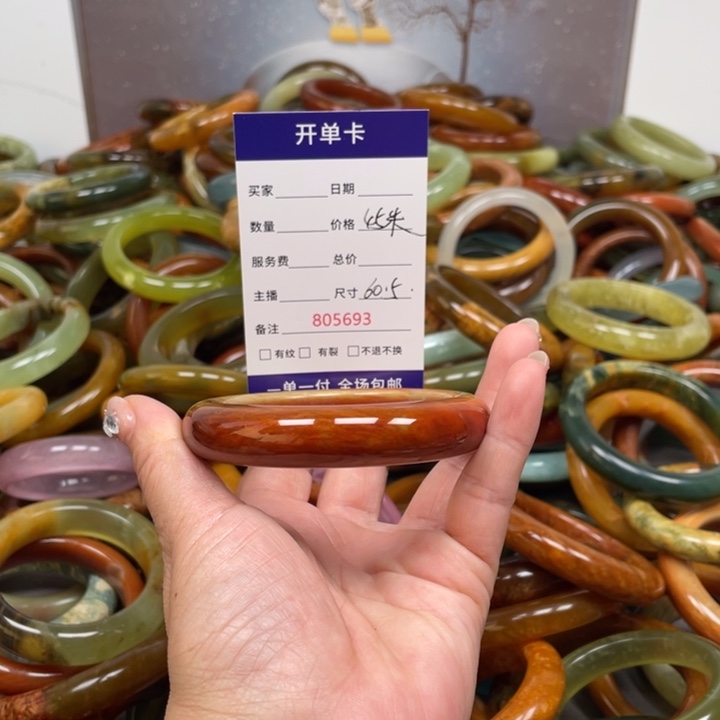 开单卡
买家 日期
数量 价格
服务费 总价
主播 尺寸 60.5.
备注 805693
□有纹 □有裂 □不退不换
一单一付 全场包邮